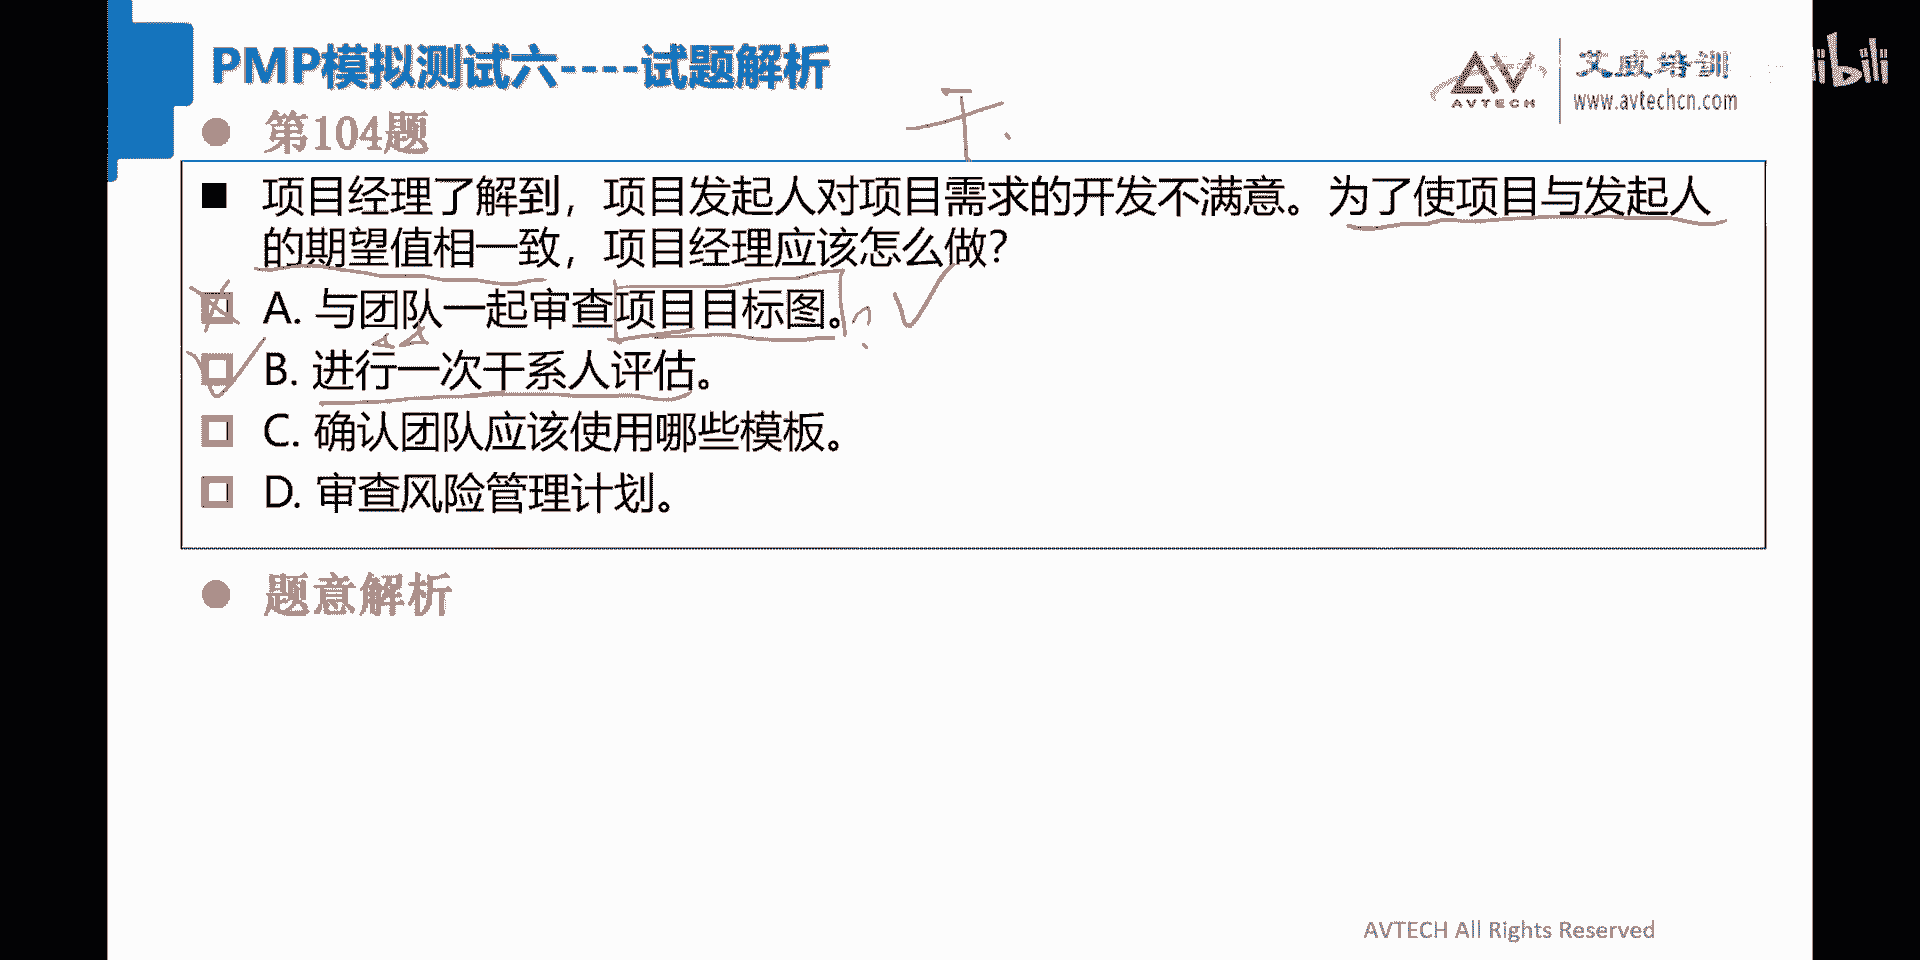 PMP模拟测试六----试题解析
AVTECH
艾威培训
www.avtechcn.com
bilibili
第104题
干
项目经理了解到，项目发起人对项目需求的开发不满意。为了使项目与发起人
的期望值相一致，项目经理应该怎么做？
A. 与团队一起审查项目目标图。?
B. 进行一次干系人评估。
C. 确认团队应该使用哪些模板。
D. 审查风险管理计划。
题意解析
AVTECH All Rights Reserved